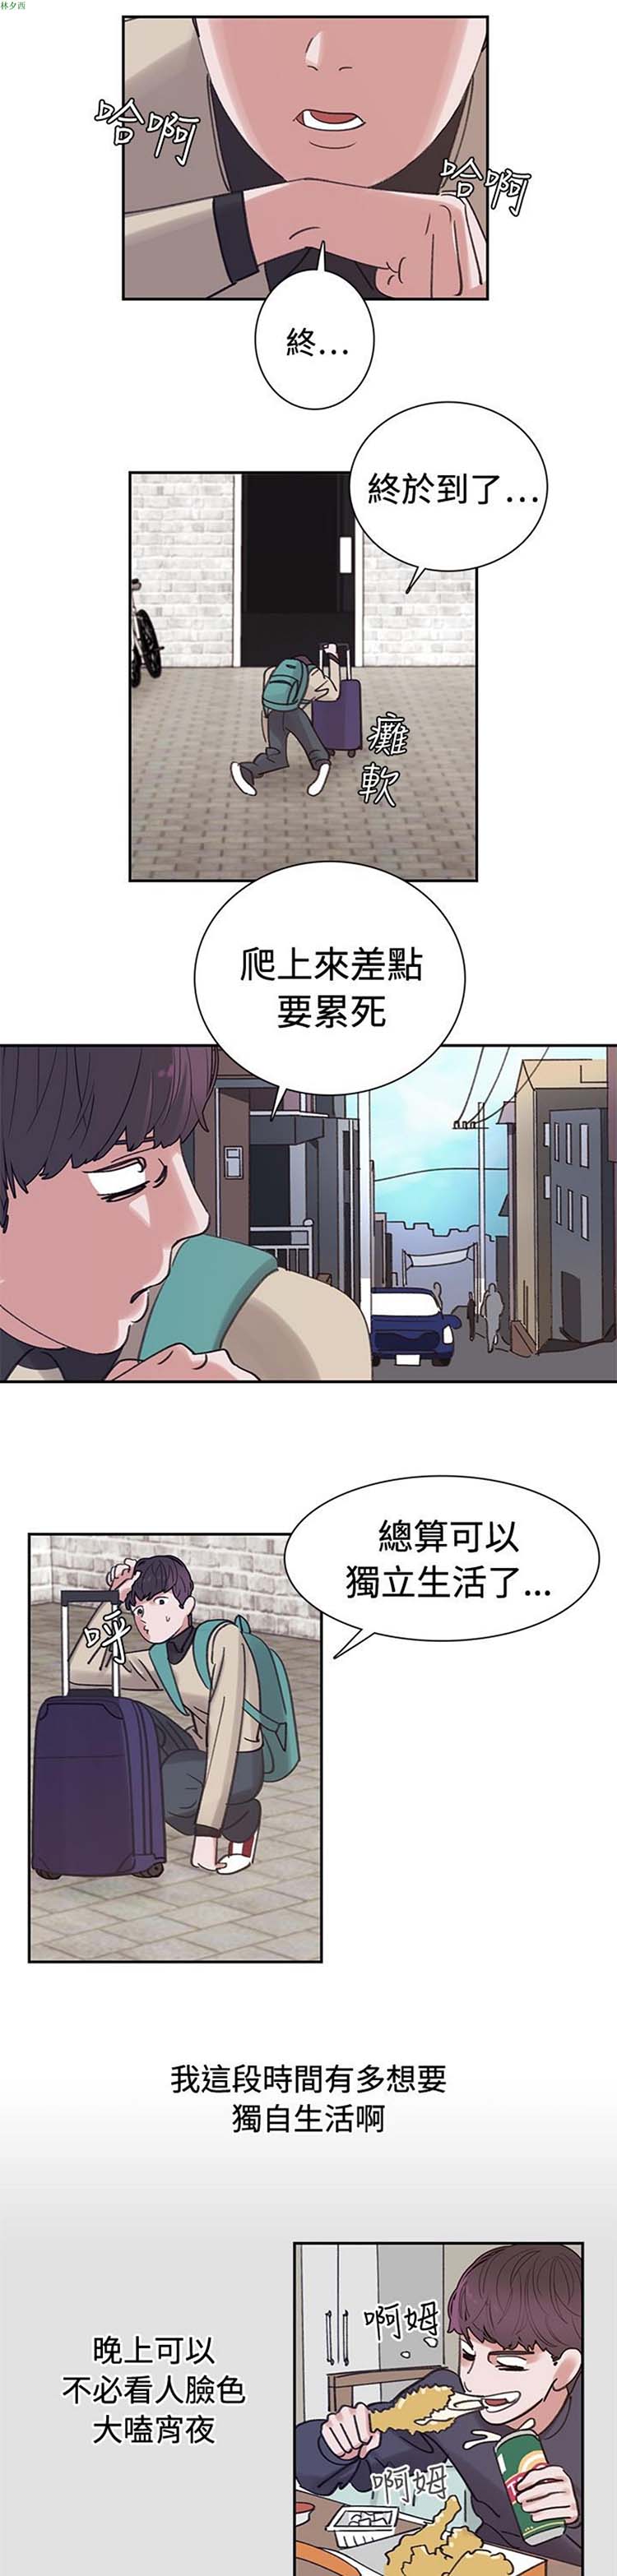 林夕西
哈啊
哈啊
終...
終於到了...
癱軟
爬上來差點
要累死
總算可以
獨立生活了...
呼
我這段時間有多想要
獨自生活啊
啊姆
晚上可以
不必看人臉色
大嗑宵夜
啊姆